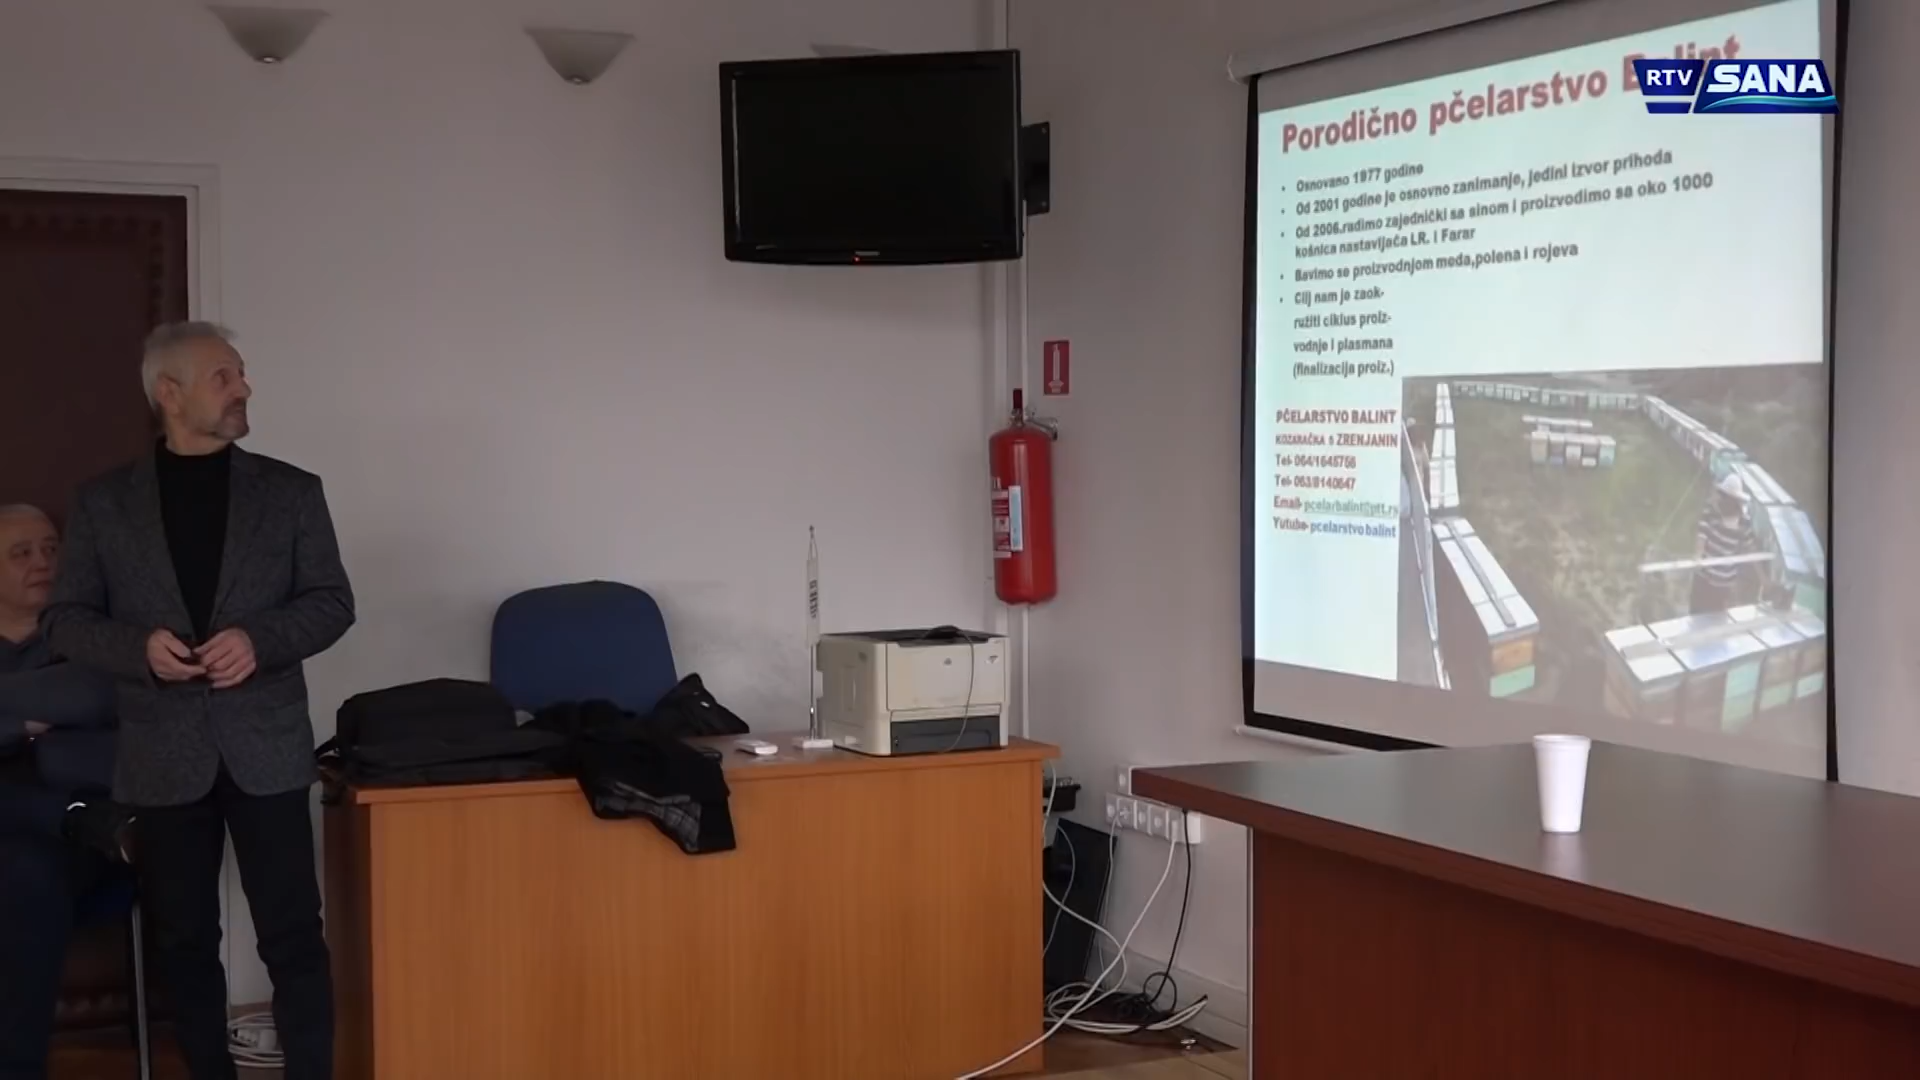 Porodično pčelarstvo
RTV SANA
• Osnovano 1977 godine
• Od 2001 godine je osnovno zanimanje, jedini izvor prihoda
• Od 2006.radimo zajednički sa sinom i proizvodimo sa oko 1000
košnica nastavljača LR. i Farar
• Bavimo se proizvodnjom meda,polena i rojeva
• Cilj nam je zaok-
ružiti ciklus proiz-
vodnje i plasmana
(finalizacija proiz.)
PČELARSTVO BALINT
KOZARAČKA 5 ZRENJANIN
Tel- 064/1645756
Tel- 063/8140647
Email- pcelarbalint@ptt.rs
Yutube- pcelarstvo balint